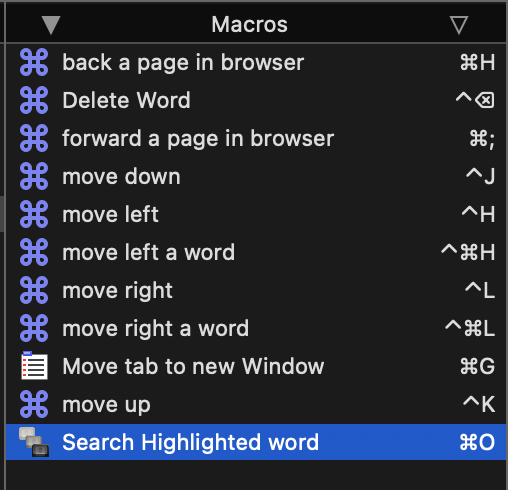 Macros
back a page in browser ⌘H
Delete Word ^⌫
forward a page in browser ⌘;
move down ^J
move left ^H
move left a word ^⌘H
move right ^L
move right a word ^⌘L
Move tab to new Window ⌘G
move up ^K
Search Highlighted word ⌘O